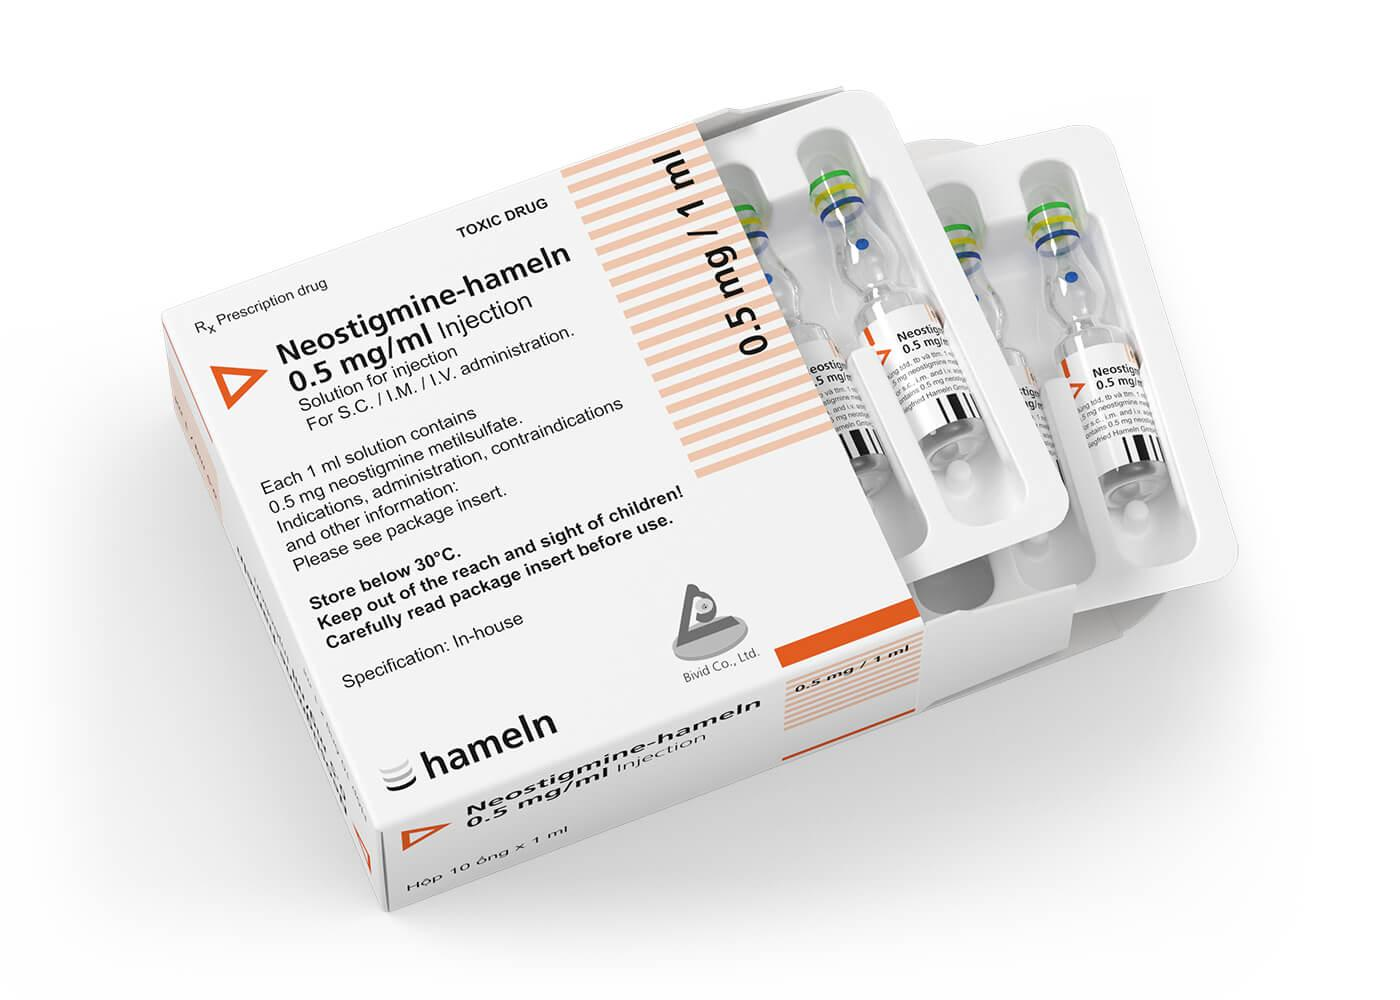 TOXIC DRUG
Rx Prescription drug
Neostigmine-hameln
0.5 mg/ml Injection
Solution for injection
For S.C. / I.M. / I.V. administration.
Each 1 ml solution contains
0.5 mg neostigmine metilsulfate.
Indications, administration, contraindications
and other information:
Please see package insert.
Store below 30°C.
Keep out of the reach and sight of children!
Carefully read package insert before use.
Specification: In-house
Bivid Co., Ltd.
hameln
0.5 mg / 1 ml
Neostigmine-hameln
0.5 mg/ml Injection
0.5 mg / 1 ml
Hộp 10 ống x 1 ml
Neostigm
0.5 mg/m
Neostigm
0.5 mg/m